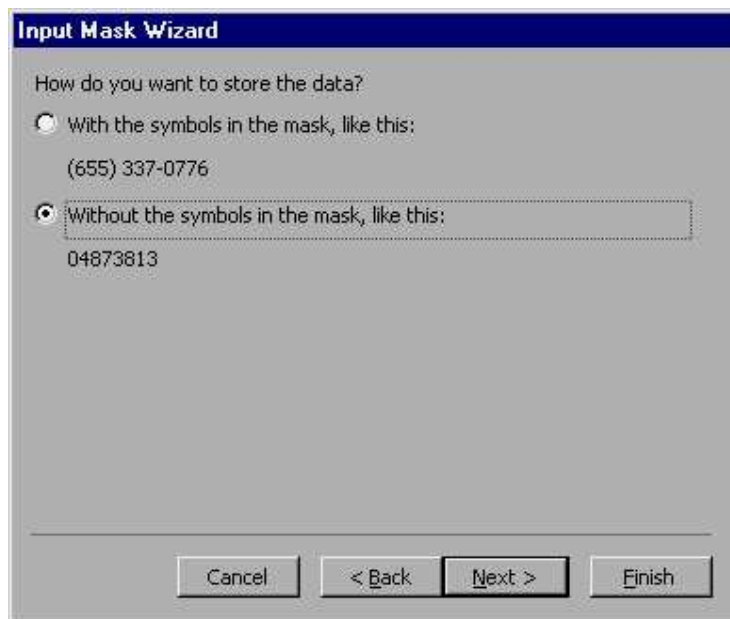 Input Mask Wizard
How do you want to store the data?
With the symbols in the mask, like this:
(655) 337-0776
Without the symbols in the mask, like this:
04873813
Cancel < Back Next > Finish